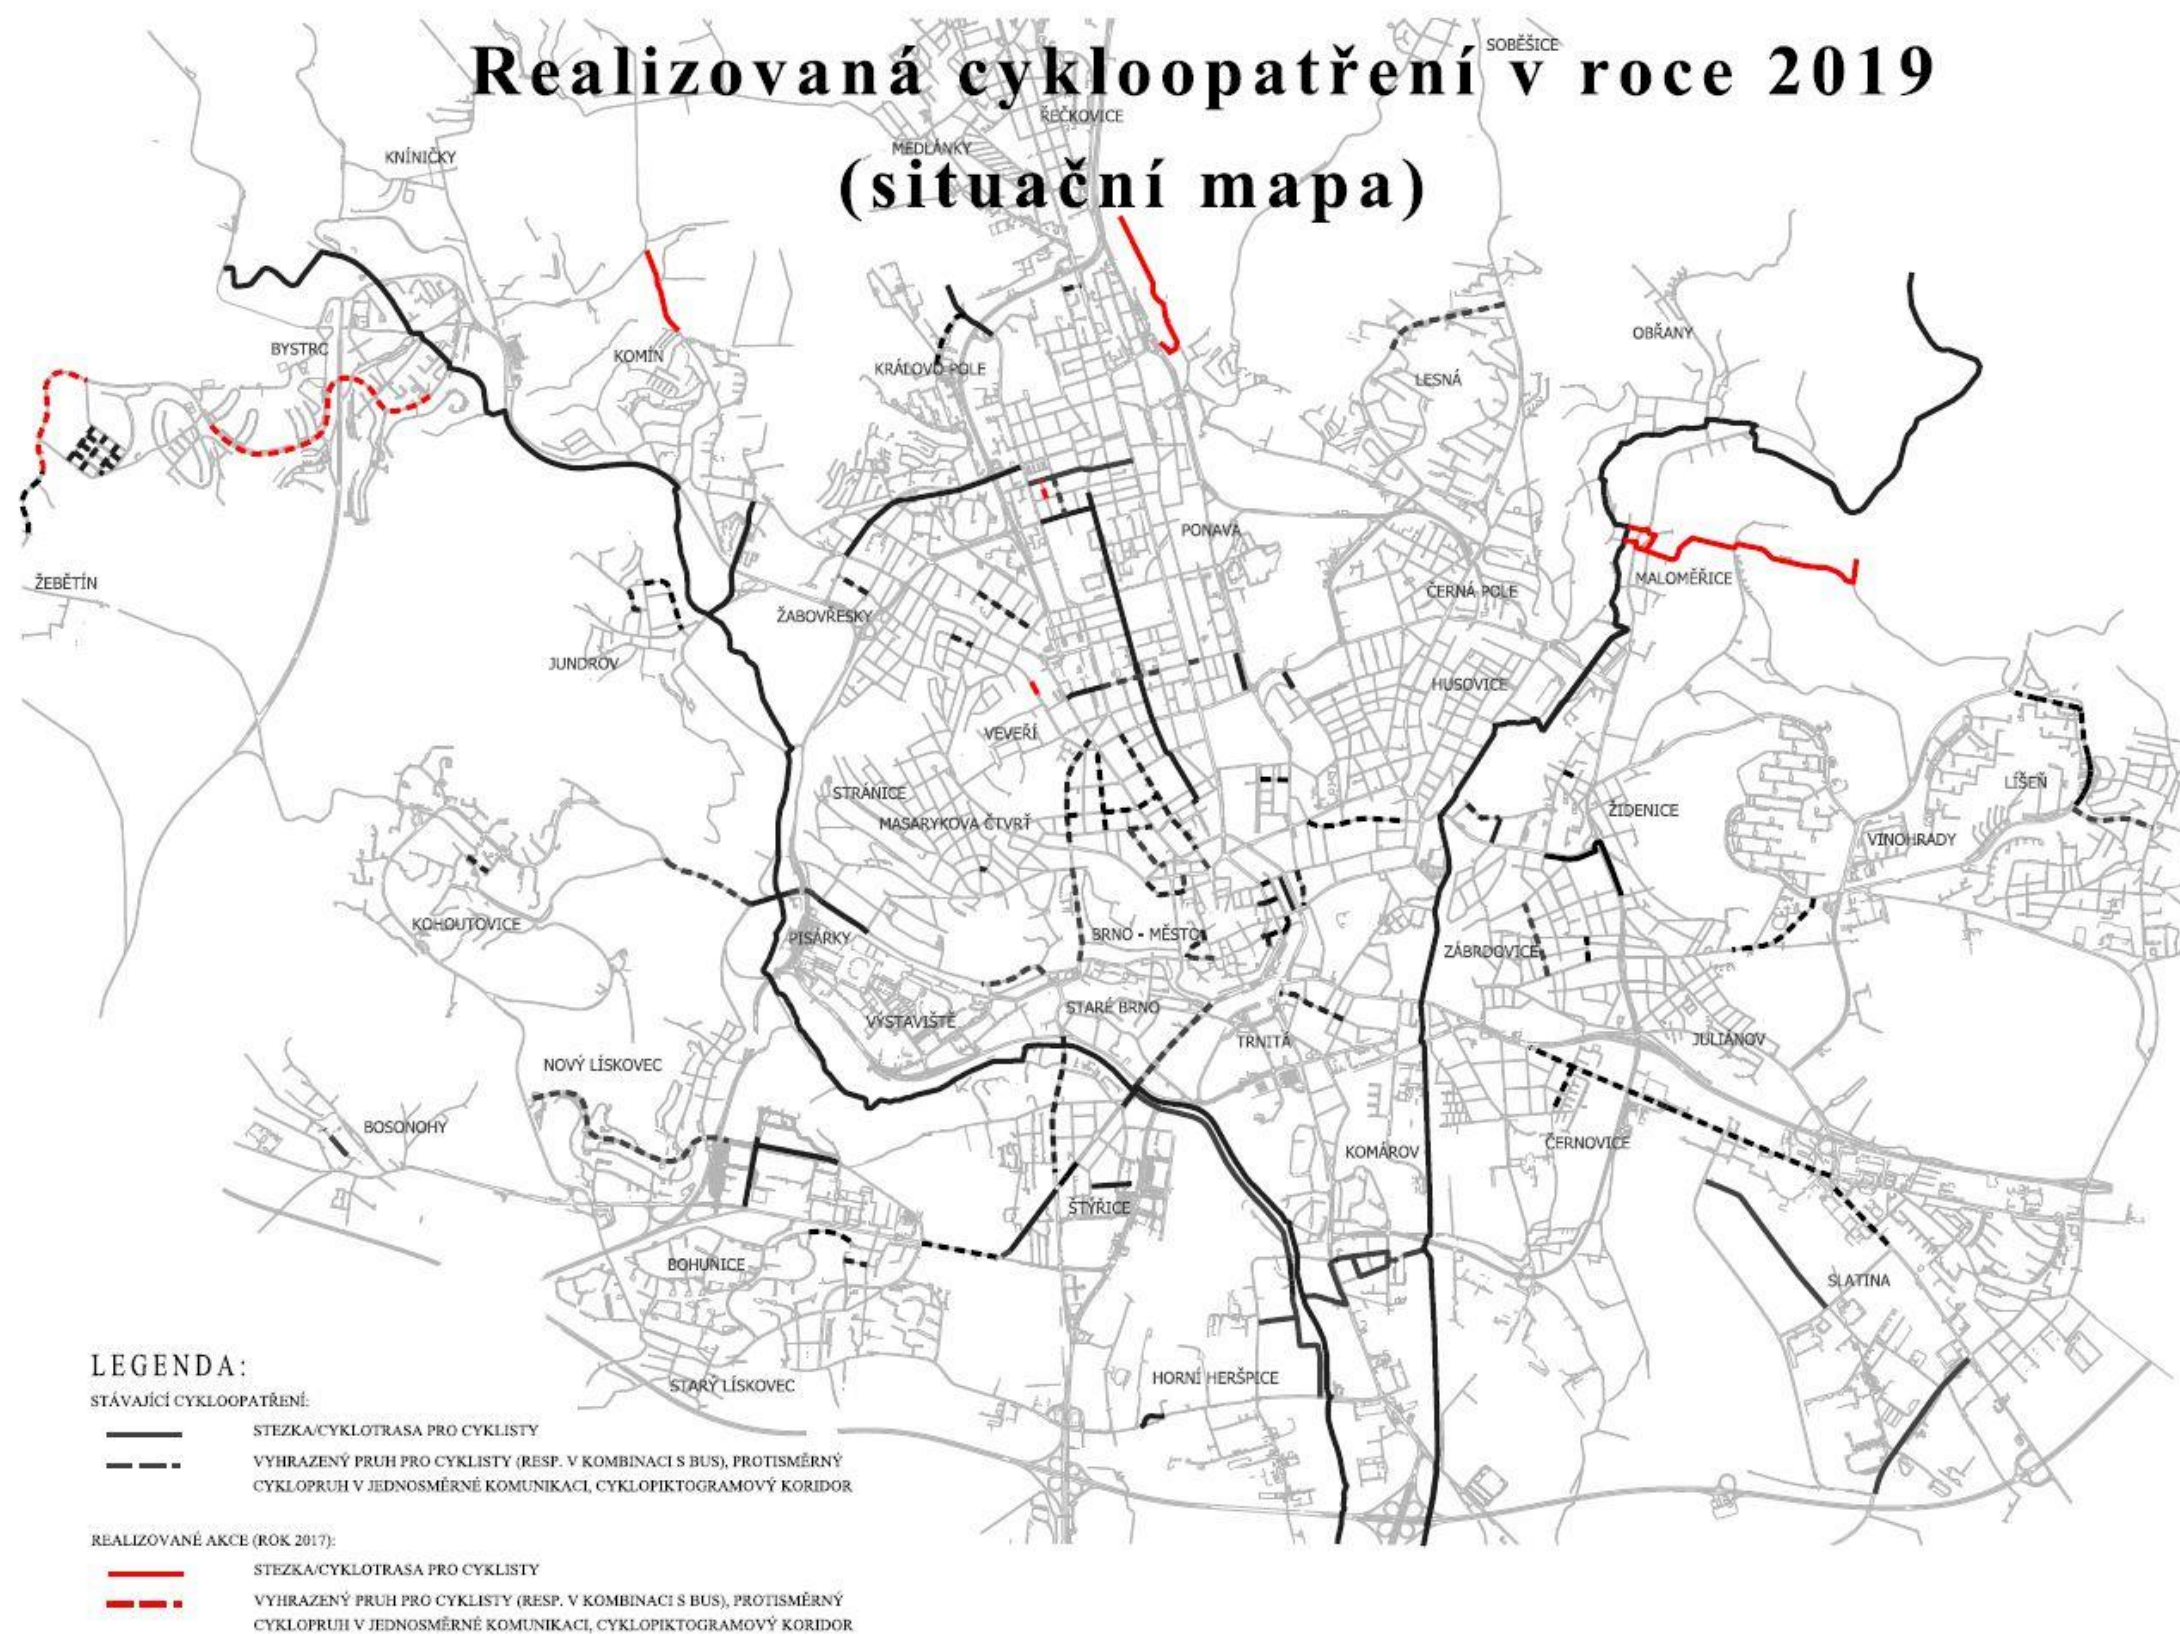 Realizovaná cykloopatření v roce 2019
(situační mapa)
SOBĚŠICE
ŘEČKOVICE
MEDLÁNKY
KNÍNIČKY
OBŘANY
BYSTRC
KOMÍN
KRÁLOVO POLE
LESNÁ
PONAVA
ŽEBĚTÍN
MALOMĚŘICE
ČERNÁ POLE
ŽABOVŘESKY
JUNDROV
HUSOVICE
VEVEŘÍ
LÍŠEŇ
STRÁNICE
ŽIDENICE
MASARYKOVA ČTVRŤ
VINOHRADY
KOHOUTOVICE
PISÁRKY
BRNO - MĚSTO
ZÁBRDOVICE
STARÉ BRNO
VÝSTAVIŠTĚ
TRNITÁ
JULIÁNOV
NOVÝ LÍSKOVEC
BOSONOHY
ČERNOVICE
KOMÁROV
ŠTÝŘICE
BOHUNICE
SLATINA
HORNÍ HERŠPICE
STARÝ LÍSKOVEC
LEGENDA:
STÁVAJÍCÍ CYKLOOPATŘENÍ:
STEZKA/CYKLOTRASA PRO CYKLISTY
VYHRAZENÝ PRUH PRO CYKLISTY (RESP. V KOMBINACI S BUS), PROTISMĚRNÝ
CYKLOPRUH V JEDNOSMĚRNÉ KOMUNIKACI, CYKLOPIKTOGRAMOVÝ KORIDOR
REALIZOVANÉ AKCE (ROK 2017):
STEZKA/CYKLOTRASA PRO CYKLISTY
VYHRAZENÝ PRUH PRO CYKLISTY (RESP. V KOMBINACI S BUS), PROTISMĚRNÝ
CYKLOPRUH V JEDNOSMĚRNÉ KOMUNIKACI, CYKLOPIKTOGRAMOVÝ KORIDOR